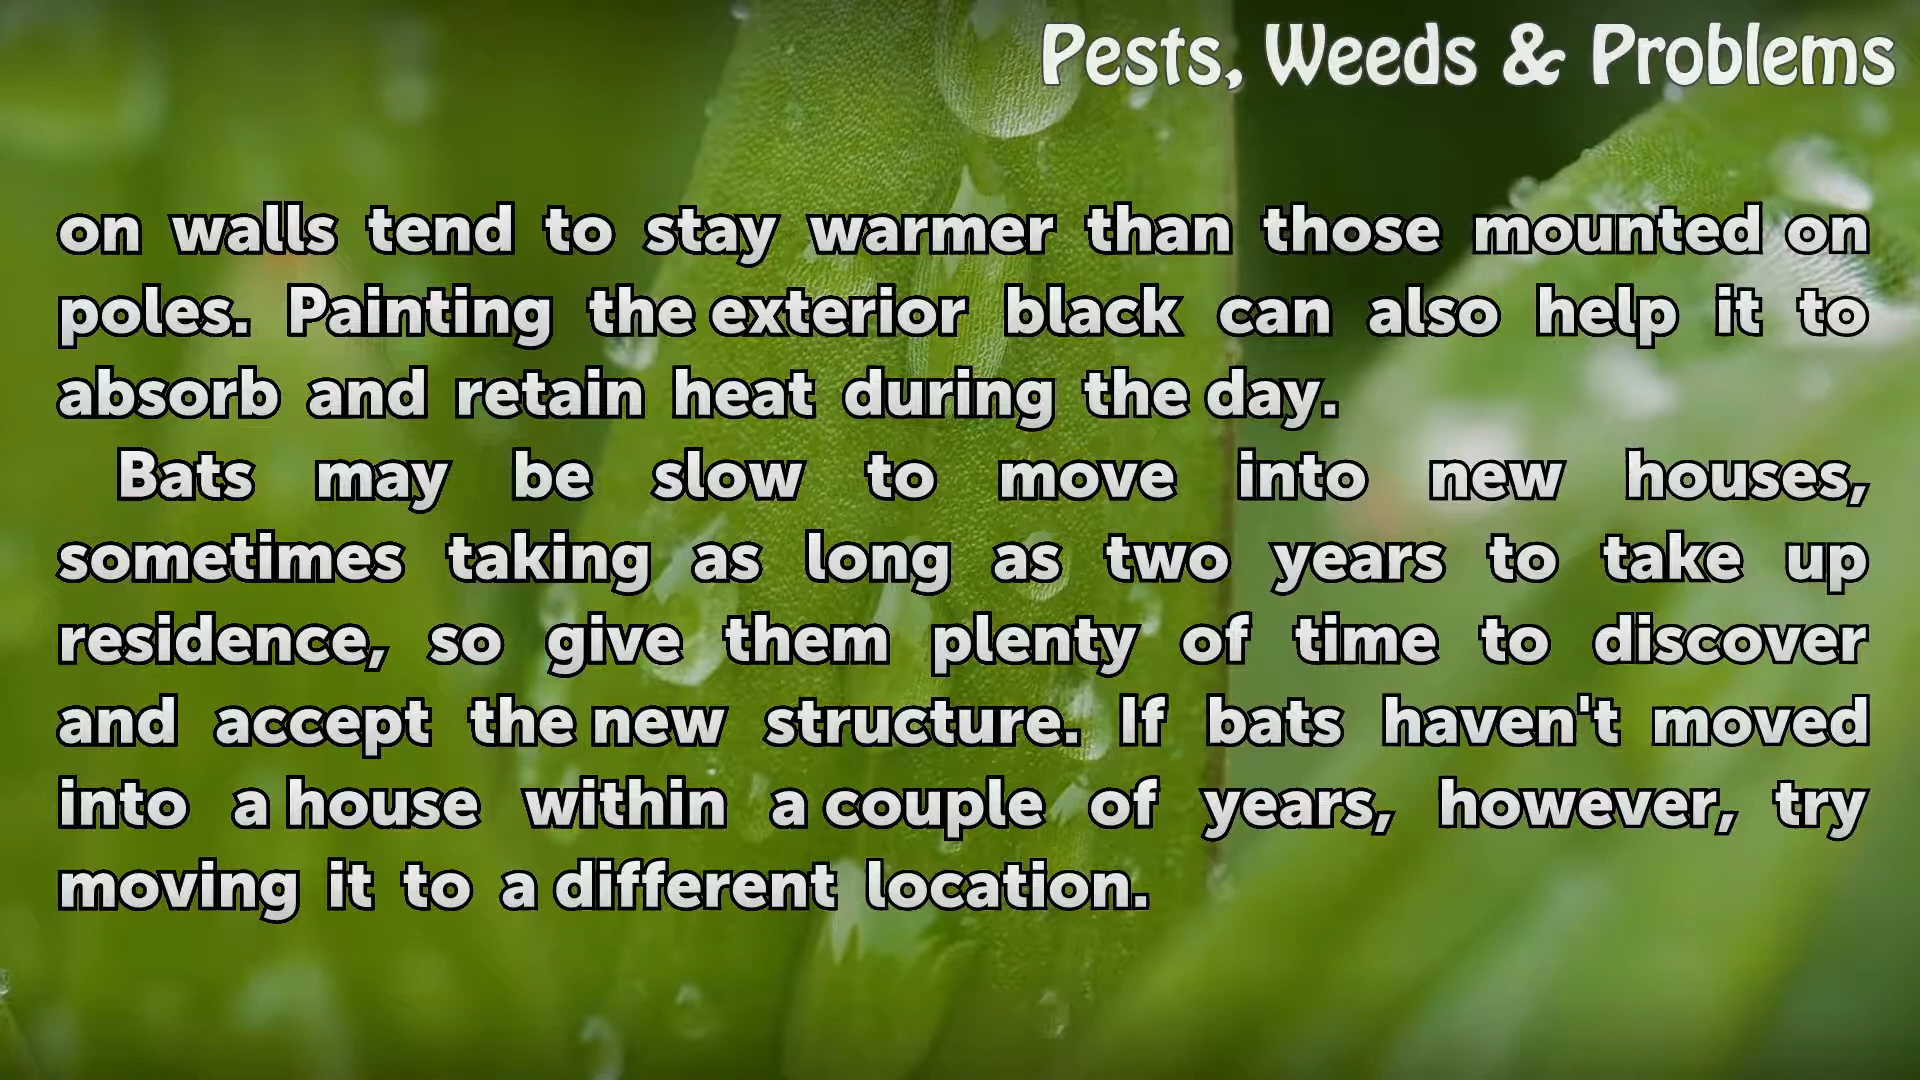 Pests, Weeds & Problems
on walls tend to stay warmer than those mounted on
poles. Painting the exterior black can also help it to
absorb and retain heat during the day.
Bats may be slow to move into new houses,
sometimes taking as long as two years to take up
residence, so give them plenty of time to discover
and accept the new structure. If bats haven't moved
into a house within a couple of years, however, try
moving it to a different location.